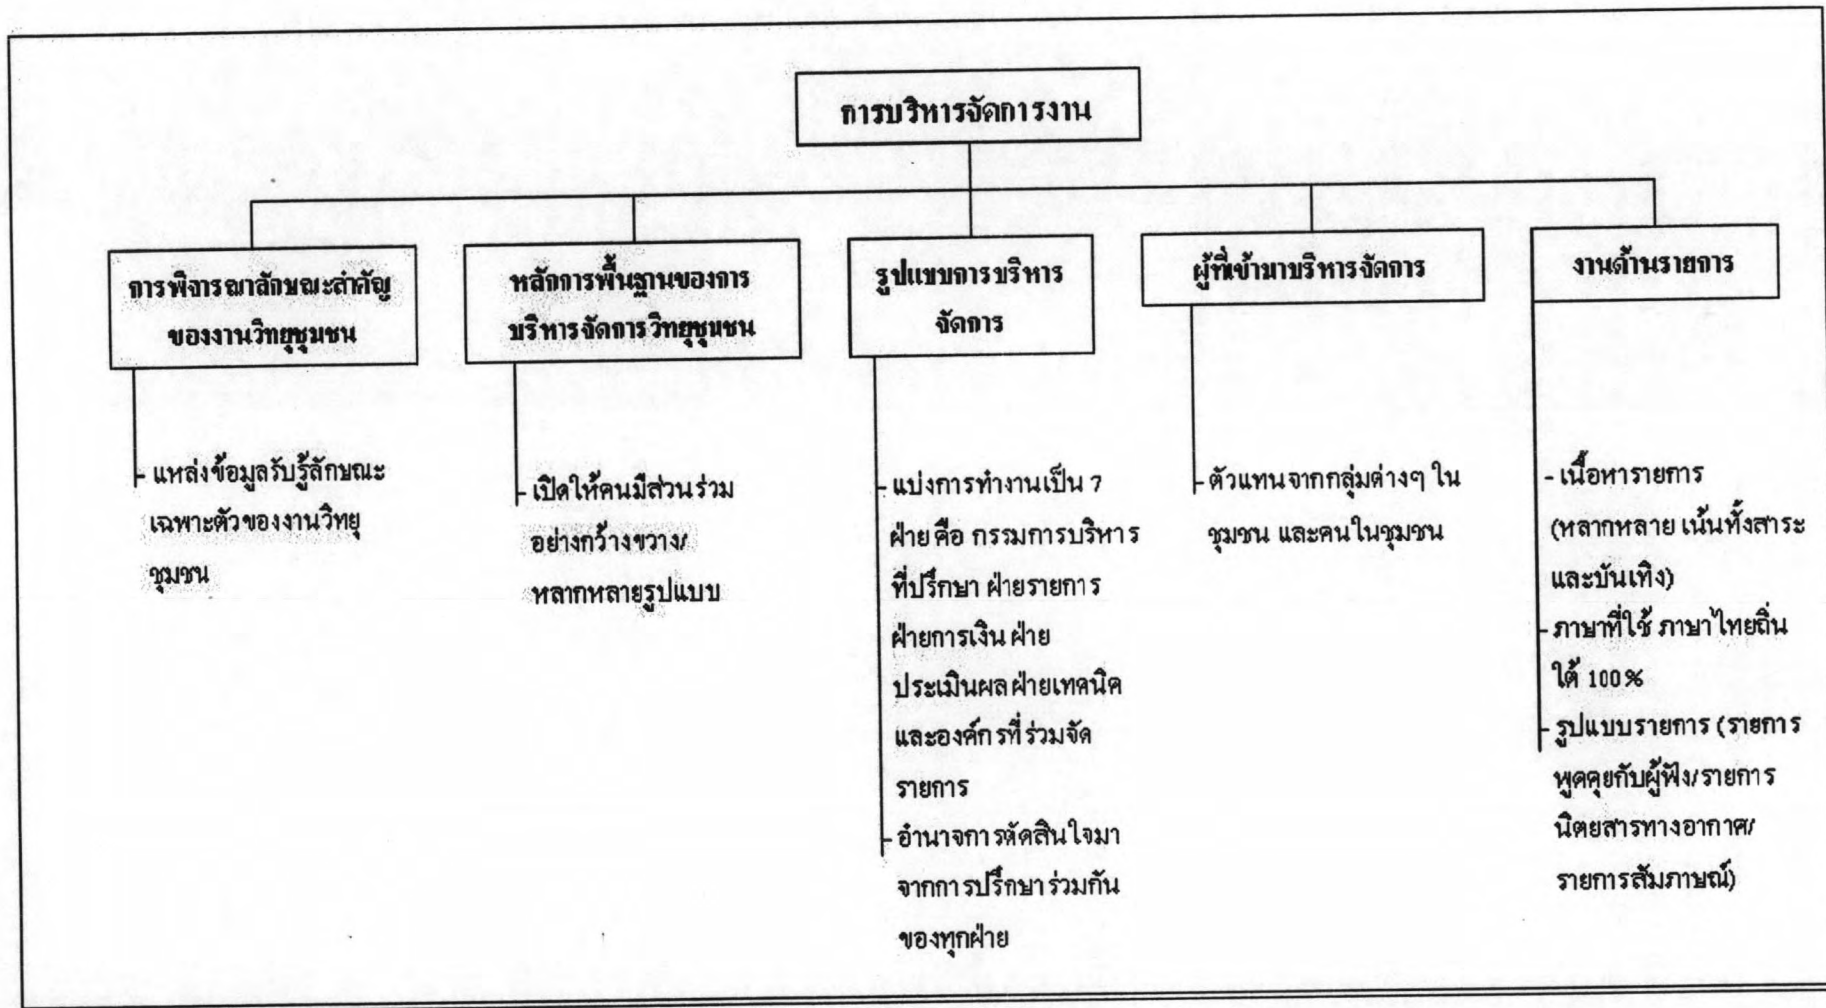 การบริหารจัดการงาน
การพิจารณาลักษณะสำคัญ
ของงานวิทยุชุมชน
- แหล่งข้อมูลรับรู้ลักษณะ
เฉพาะตัวของงานวิทยุ
ชุมชน
หลักการพื้นฐานของการ
บริหารจัดการวิทยุชุมชน
- เปิดให้คนมีส่วนร่วม
อย่างกว้างขวาง/
หลากหลายรูปแบบ
รูปแบบการบริหาร
จัดการ
- แบ่งการทำงานเป็น 7
ฝ่าย คือ กรรมการบริหาร
ที่ปรึกษา ฝ่ายรายการ
ฝ่ายการเงิน ฝ่าย
ประเมินผล ฝ่ายเทคนิค
และองค์กรที่ร่วมจัด
รายการ
- อำนาจการตัดสินใจมา
จากการปรึกษาร่วมกัน
ของทุกฝ่าย
ผู้ที่เข้ามาบริหารจัดการ
- ตัวแทนจากกลุ่มต่างๆ ใน
ชุมชน และคนในชุมชน
งานด้านรายการ
- เนื้อหารายการ
(หลากหลาย เน้นทั้งสาระ
และบันเทิง)
- ภาษาที่ใช้ ภาษาไทยถิ่น
ใต้ 100%
- รูปแบบรายการ (รายการ
พูดคุยกับผู้ฟัง/รายการ
นิตยสารทางอากาศ/
รายการสัมภาษณ์)